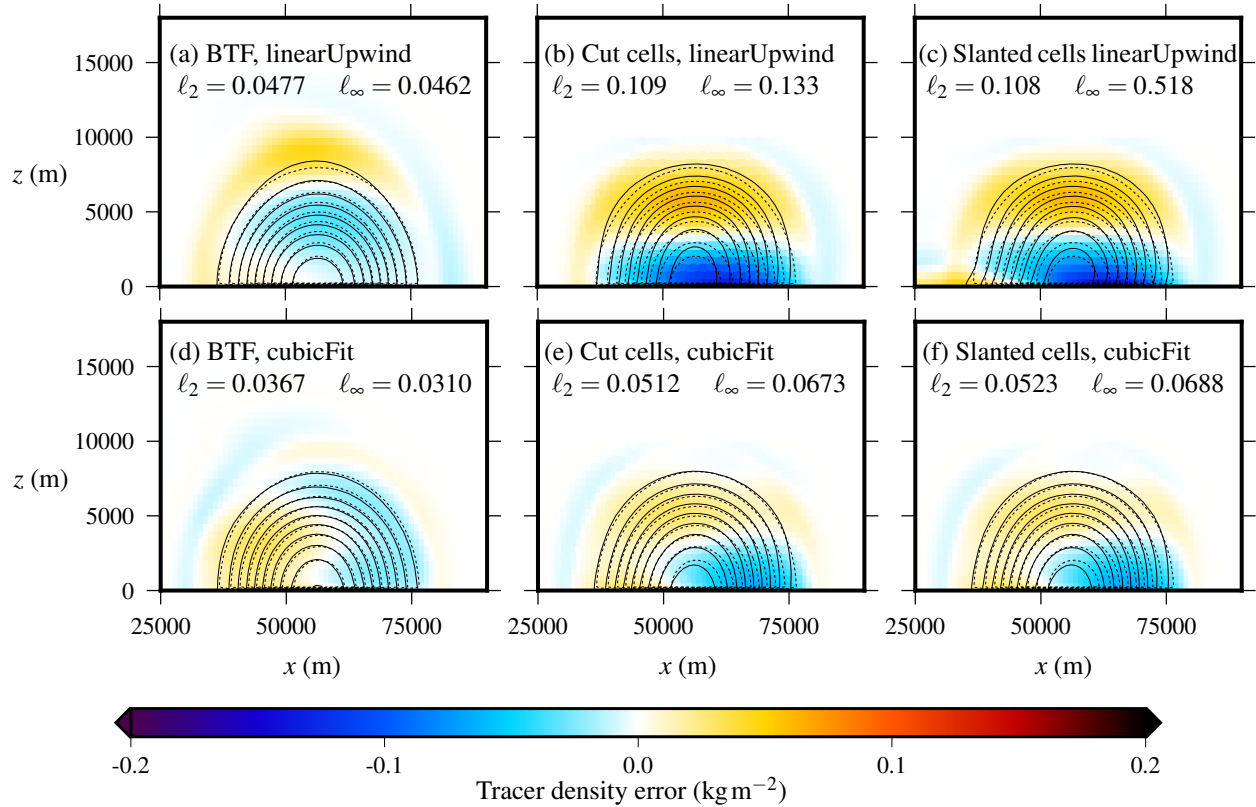 (a) BTF, linearUpwind
ℓ₂ = 0.0477 ℓ∞ = 0.0462
(b) Cut cells, linearUpwind
ℓ₂ = 0.109 ℓ∞ = 0.133
(c) Slanted cells linearUpwind
ℓ₂ = 0.108 ℓ∞ = 0.518
15000
10000
z (m)
5000
0
(d) BTF, cubicFit
ℓ₂ = 0.0367 ℓ∞ = 0.0310
(e) Cut cells, cubicFit
ℓ₂ = 0.0512 ℓ∞ = 0.0673
(f) Slanted cells, cubicFit
ℓ₂ = 0.0523 ℓ∞ = 0.0688
15000
10000
z (m)
5000
0
25000 50000 75000 25000 50000 75000 25000 50000 75000
x (m) x (m) x (m)
-0.2 -0.1 0.0 0.1 0.2
Tracer density error (kg m⁻²)